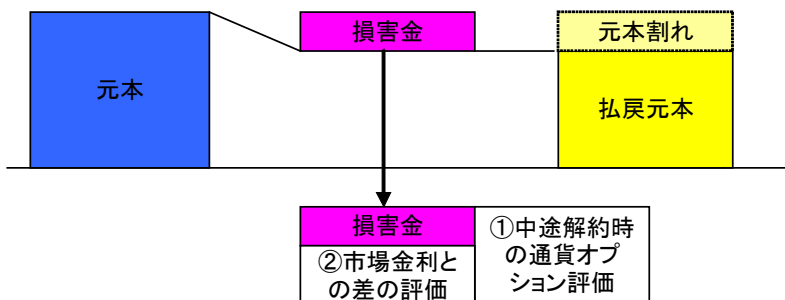 損害金
元本割れ
元本
払戻元本
損害金
①中途解約時
の通貨オプ
ション評価
②市場金利と
の差の評価